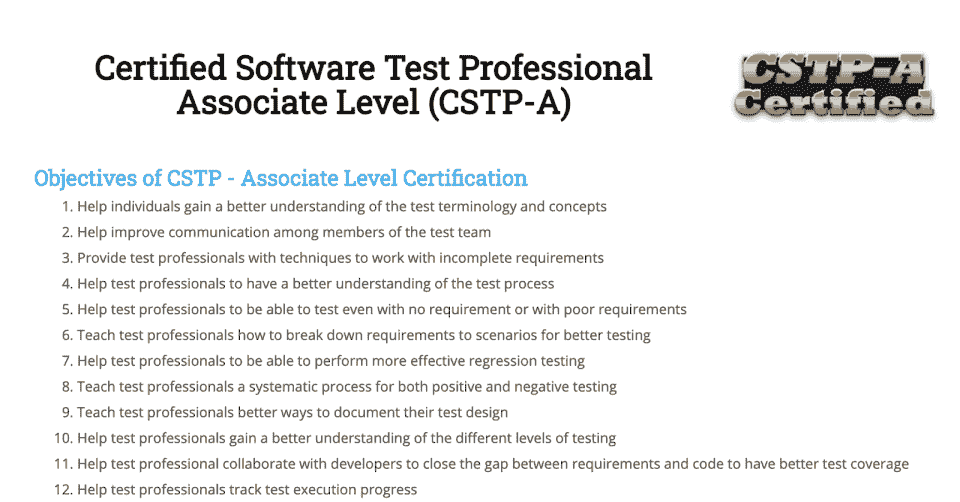 Certified Software Test Professional
Associate Level (CSTP-A)
CSTP-A
Certified
Objectives of CSTP - Associate Level Certification
1. Help individuals gain a better understanding of the test terminology and concepts
2. Help improve communication among members of the test team
3. Provide test professionals with techniques to work with incomplete requirements
4. Help test professionals to have a better understanding of the test process
5. Help test professionals to be able to test even with no requirement or with poor requirements
6. Teach test professionals how to break down requirements to scenarios for better testing
7. Help test professionals to be able to perform more effective regression testing
8. Teach test professionals a systematic process for both positive and negative testing
9. Teach test professionals better ways to document their test design
10. Help test professionals gain a better understanding of the different levels of testing
11. Help test professional collaborate with developers to close the gap between requirements and code to have better test coverage
12. Help test professionals track test execution progress